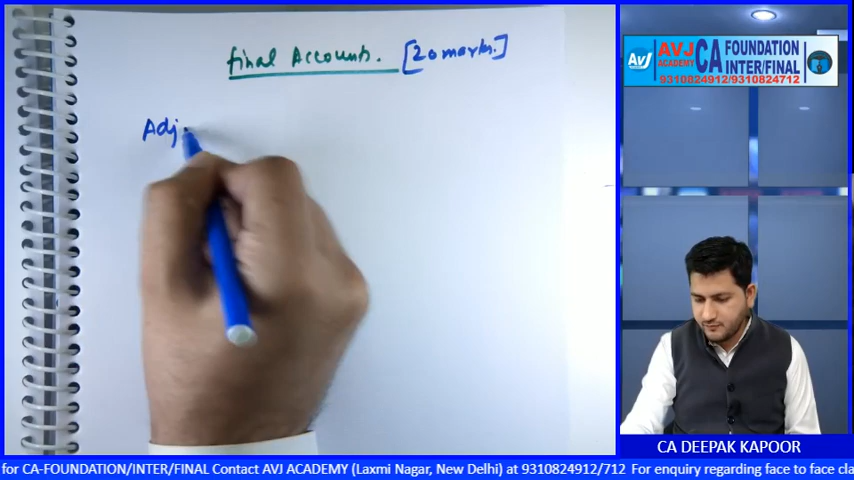 final Accounts. [20 marks.]
Adj
AVJ
AVJ
ACADEMY
CA
FOUNDATION
INTER/FINAL
9310824912/9310824712
CA DEEPAK KAPOOR
for CA-FOUNDATION/INTER/FINAL Contact AVJ ACADEMY (Laxmi Nagar, New Delhi) at 9310824912/712 For enquiry regarding face to face cla